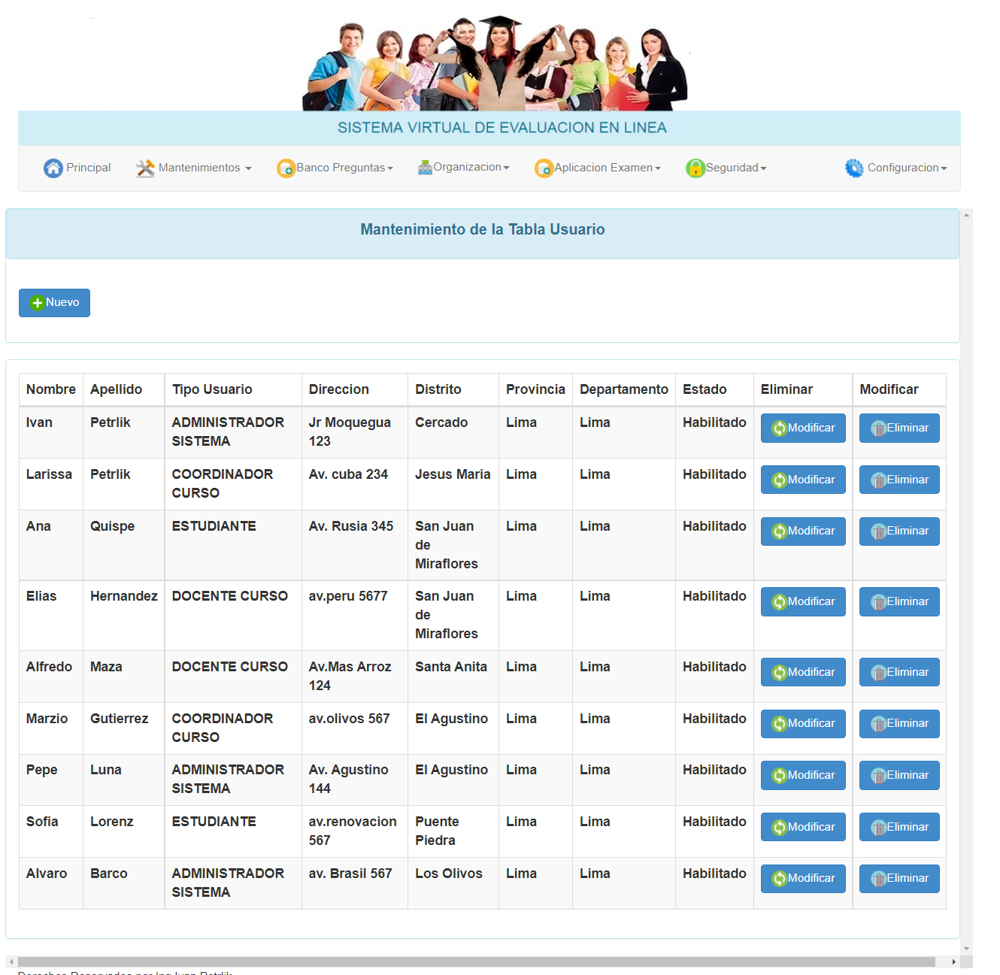 SISTEMA VIRTUAL DE EVALUACION EN LINEA
Principal Mantenimientos Banco Preguntas Organizacion Aplicacion Examen Seguridad Configuracion
Mantenimiento de la Tabla Usuario
Nuevo
Nombre Apellido Tipo Usuario Direccion Distrito Provincia Departamento Estado Eliminar Modificar
Ivan Petrlik ADMINISTRADOR SISTEMA Jr Moquegua 123 Cercado Lima Lima Habilitado Modificar Eliminar
Larissa Petrlik COORDINADOR CURSO Av. cuba 234 Jesus Maria Lima Lima Habilitado Modificar Eliminar
Ana Quispe ESTUDIANTE Av. Rusia 345 San Juan de Miraflores Lima Lima Habilitado Modificar Eliminar
Elias Hernandez DOCENTE CURSO av.peru 5677 San Juan de Miraflores Lima Lima Habilitado Modificar Eliminar
Alfredo Maza DOCENTE CURSO Av.Mas Arroz 124 Santa Anita Lima Lima Habilitado Modificar Eliminar
Marzio Gutierrez COORDINADOR CURSO av.olivos 567 El Agustino Lima Lima Habilitado Modificar Eliminar
Pepe Luna ADMINISTRADOR SISTEMA Av. Agustino 144 El Agustino Lima Lima Habilitado Modificar Eliminar
Sofia Lorenz ESTUDIANTE av.renovacion 567 Puente Piedra Lima Lima Habilitado Modificar Eliminar
Alvaro Barco ADMINISTRADOR SISTEMA av. Brasil 567 Los Olivos Lima Lima Habilitado Modificar Eliminar
Derechos Reservados por Ing Ivan Petrlik